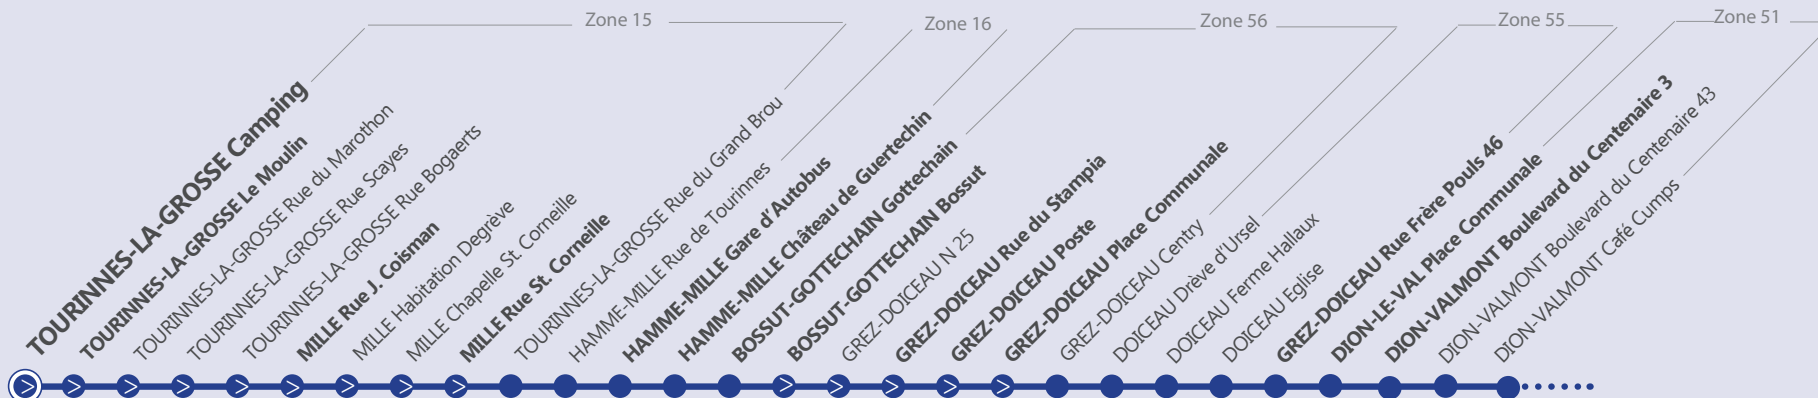 Zone 15
Zone 16
Zone 56
Zone 55
Zone 51
TOURINNES-LA-GROSSE Camping
TOURINNES-LA-GROSSE Le Moulin
TOURINNES-LA-GROSSE Rue du Marothon
TOURINNES-LA-GROSSE Rue Scayes
TOURINNES-LA-GROSSE Rue Bogaerts
MILLE Rue J. Coisman
MILLE Habitation Degrève
MILLE Chapelle St. Corneille
MILLE Rue St. Corneille
TOURINNES-LA-GROSSE Rue du Grand Brou
HAMME-MILLE Rue de Tourinnes
HAMME-MILLE Gare d'Autobus
HAMME-MILLE Château de Guertechin
BOSSUT-GOTTECHAIN Gottechain
BOSSUT-GOTTECHAIN Bossut
GREZ-DOICEAU N 25
GREZ-DOICEAU Rue du Stampia
GREZ-DOICEAU Poste
GREZ-DOICEAU Place Communale
GREZ-DOICEAU Centry
DOICEAU Drève d'Ursel
DOICEAU Ferme Hallaux
DOICEAU Eglise
GREZ-DOICEAU Rue Frère Pouls 46
DION-LE-VAL Place Communale
DION-VALMONT Boulevard du Centenaire 3
DION-VALMONT Boulevard du Centenaire 43
DION-VALMONT Café Cumps